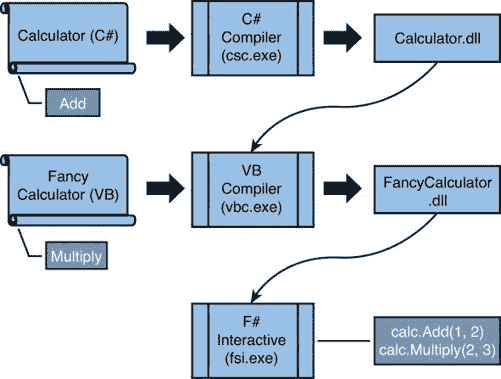 Calculator (C#)
C#
Compiler
(csc.exe)
Calculator.dll
Add
Fancy
Calculator (VB)
VB
Compiler
(vbc.exe)
FancyCalculator
.dll
Multiply
F#
Interactive
(fsi.exe)
calc.Add(1, 2)
calc.Multiply(2, 3)